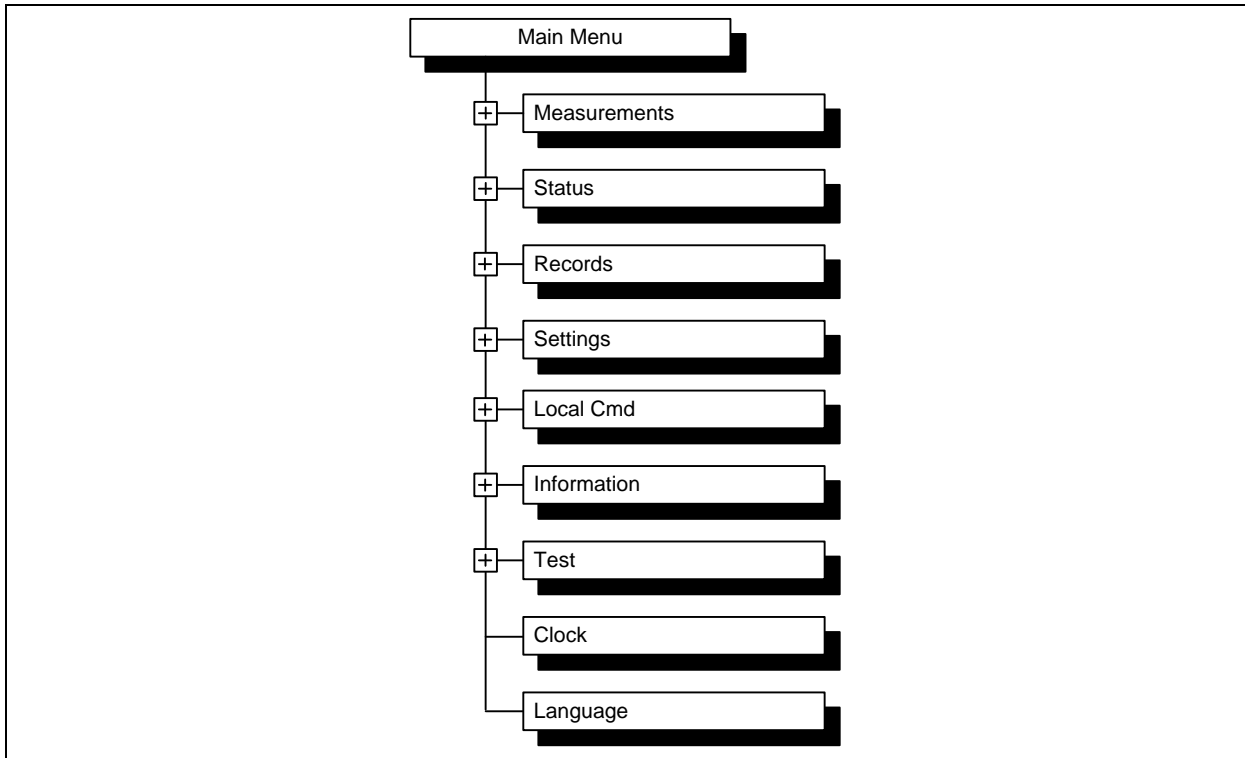 Main Menu
Measurements
Status
Records
Settings
Local Cmd
Information
Test
Clock
Language